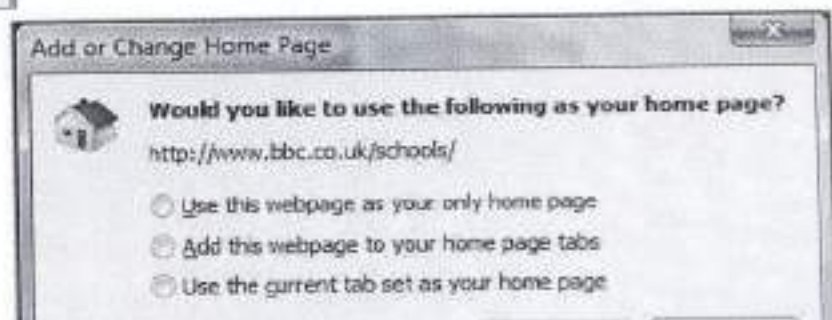 Add or Change Home Page
Would you like to use the following as your home page?
http://www.bbc.co.uk/schools/
Use this webpage as your only home page
Add this webpage to your home page tabs
Use the current tab set as your home page